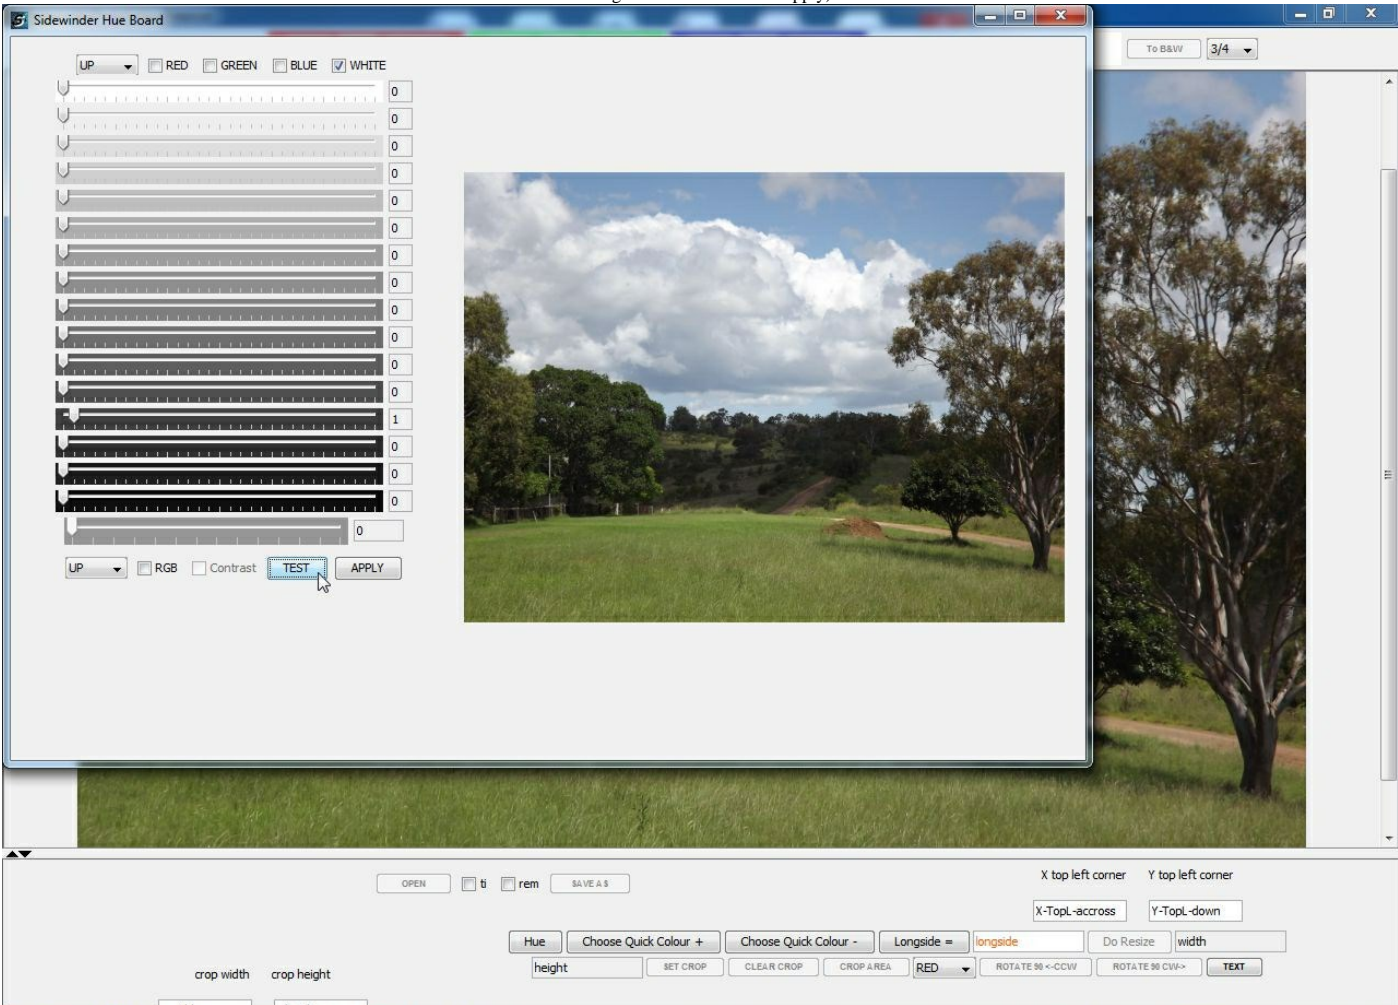 Sidewinder Hue Board
To B&W 3/4
UP RED GREEN BLUE WHITE
0
0
0
0
0
0
0
0
0
0
0
0
1
0
0
0
0
UP RGB Contrast TEST APPLY
X top left corner Y top left corner
OPEN ti rem SAVE AS
X-TopL-accross Y-TopL-down
Hue Choose Quick Colour + Choose Quick Colour - Longside = longside Do Resize width
height SET CROP CLEAR CROP CROP AREA RED ROTATE 90 <-CCW ROTATE 90 CW-> TEXT
crop width crop height